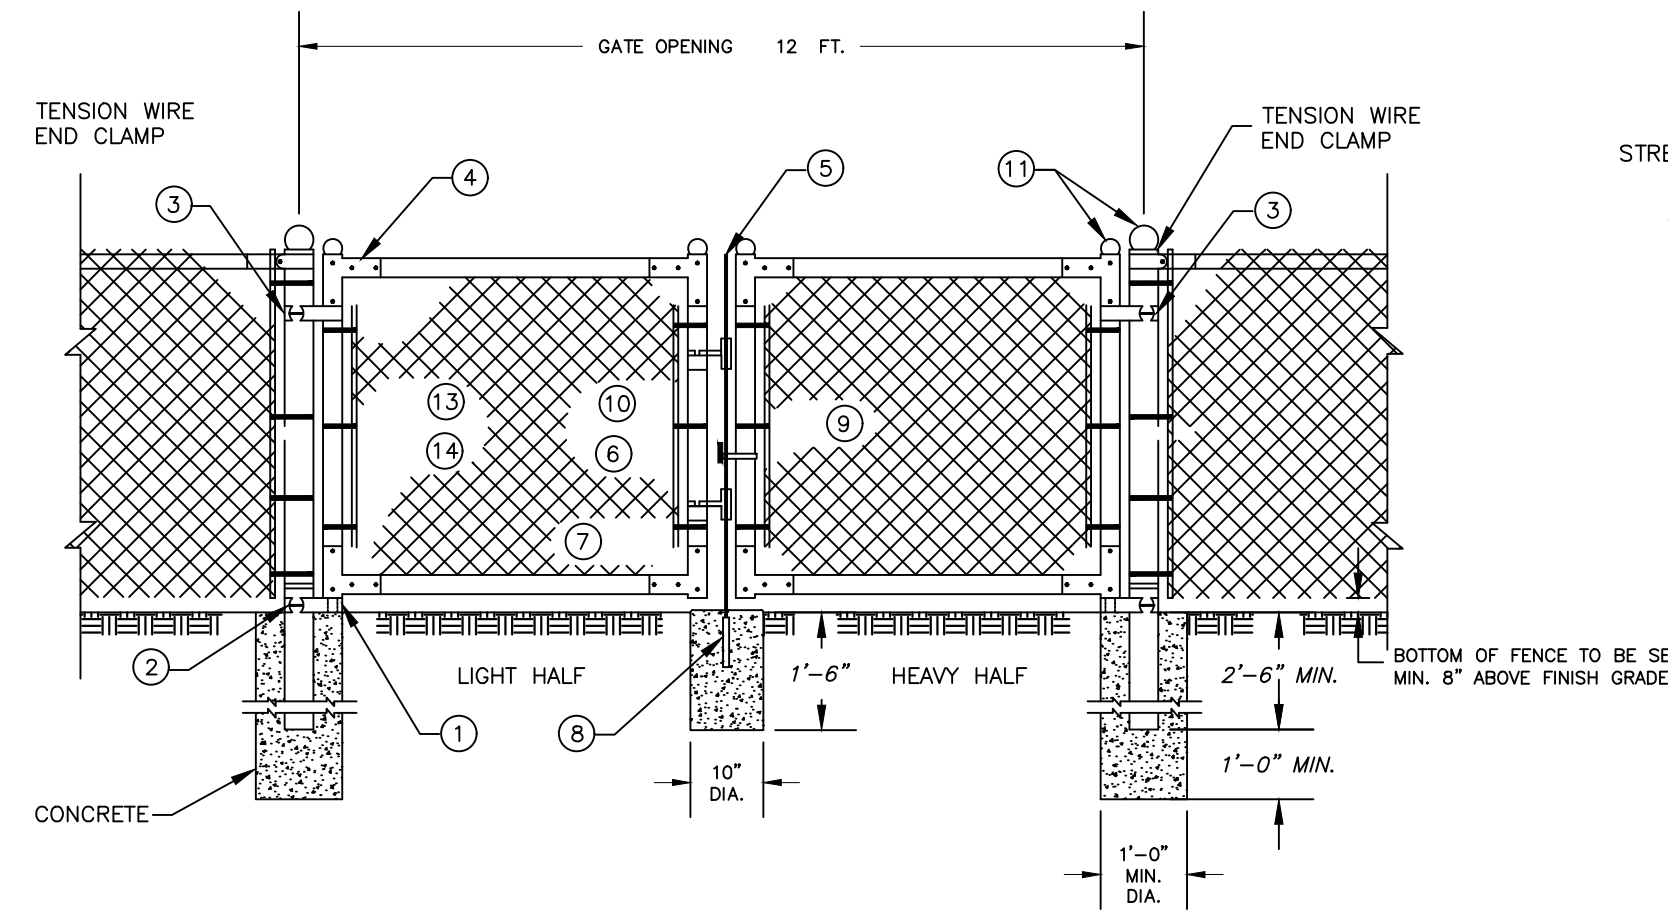 GATE OPENING 12 FT.
TENSION WIRE
END CLAMP
TENSION WIRE
END CLAMP
STRE
3
4
5
11
3
13
10
9
14
6
7
2
LIGHT HALF
1'-6"
HEAVY HALF
2'-6" MIN.
BOTTOM OF FENCE TO BE SE
MIN. 8" ABOVE FINISH GRADE
1
8
1'-0" MIN.
10"
DIA.
CONCRETE
1'-0"
MIN.
DIA.